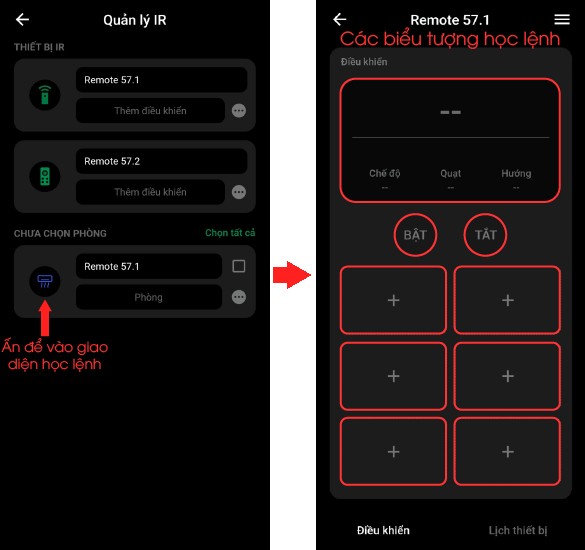 Quản lý IR
THIẾT BỊ IR
Remote 57.1
Thêm điều khiển
Remote 57.2
Thêm điều khiển
CHƯA CHỌN PHÒNG
Chọn tất cả
Remote 57.1
Phòng
Ấn để vào giao
diện học lệnh
Remote 57.1
Các biểu tượng học lệnh
Điều khiển
--
Chế độ
Quạt
Hướng
--
--
--
BẬT
TẮT
+
+
+
+
+
+
Điều khiển
Lịch thiết bị